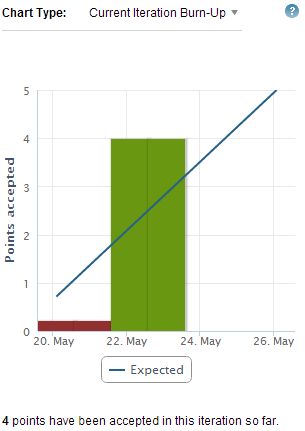 Chart Type: Current Iteration Burn-Up ▼ ?
Points accepted
5
4
3
2
1
0
20. May 22. May 24. May 26. May
Expected
4 points have been accepted in this iteration so far.